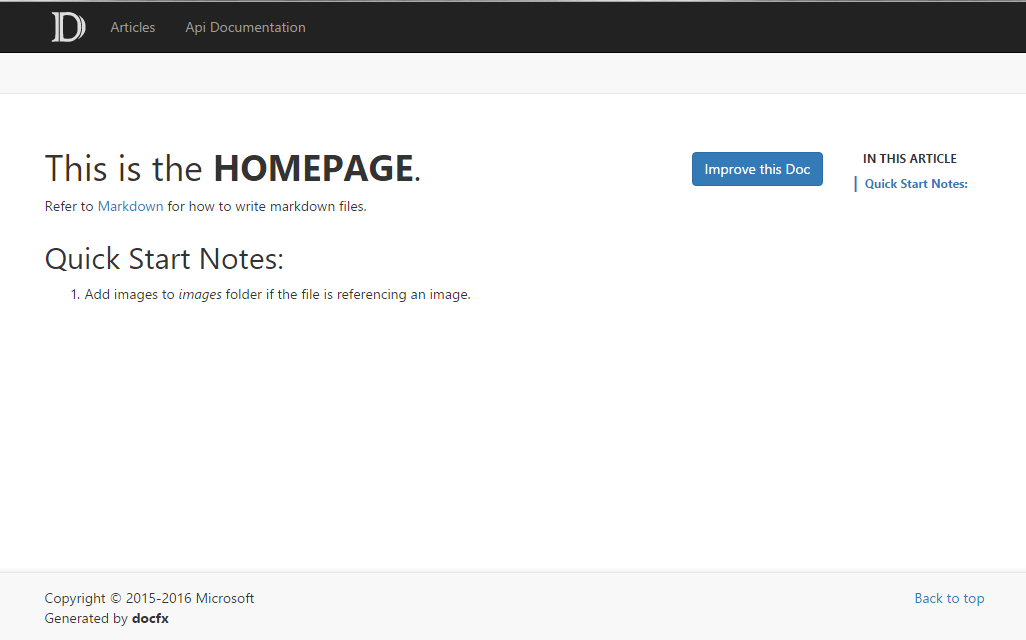 D Articles Api Documentation
This is the HOMEPAGE.
Improve this Doc
IN THIS ARTICLE
Quick Start Notes:
Refer to Markdown for how to write markdown files.
Quick Start Notes:
1. Add images to images folder if the file is referencing an image.
Copyright © 2015-2016 Microsoft
Back to top
Generated by docfx